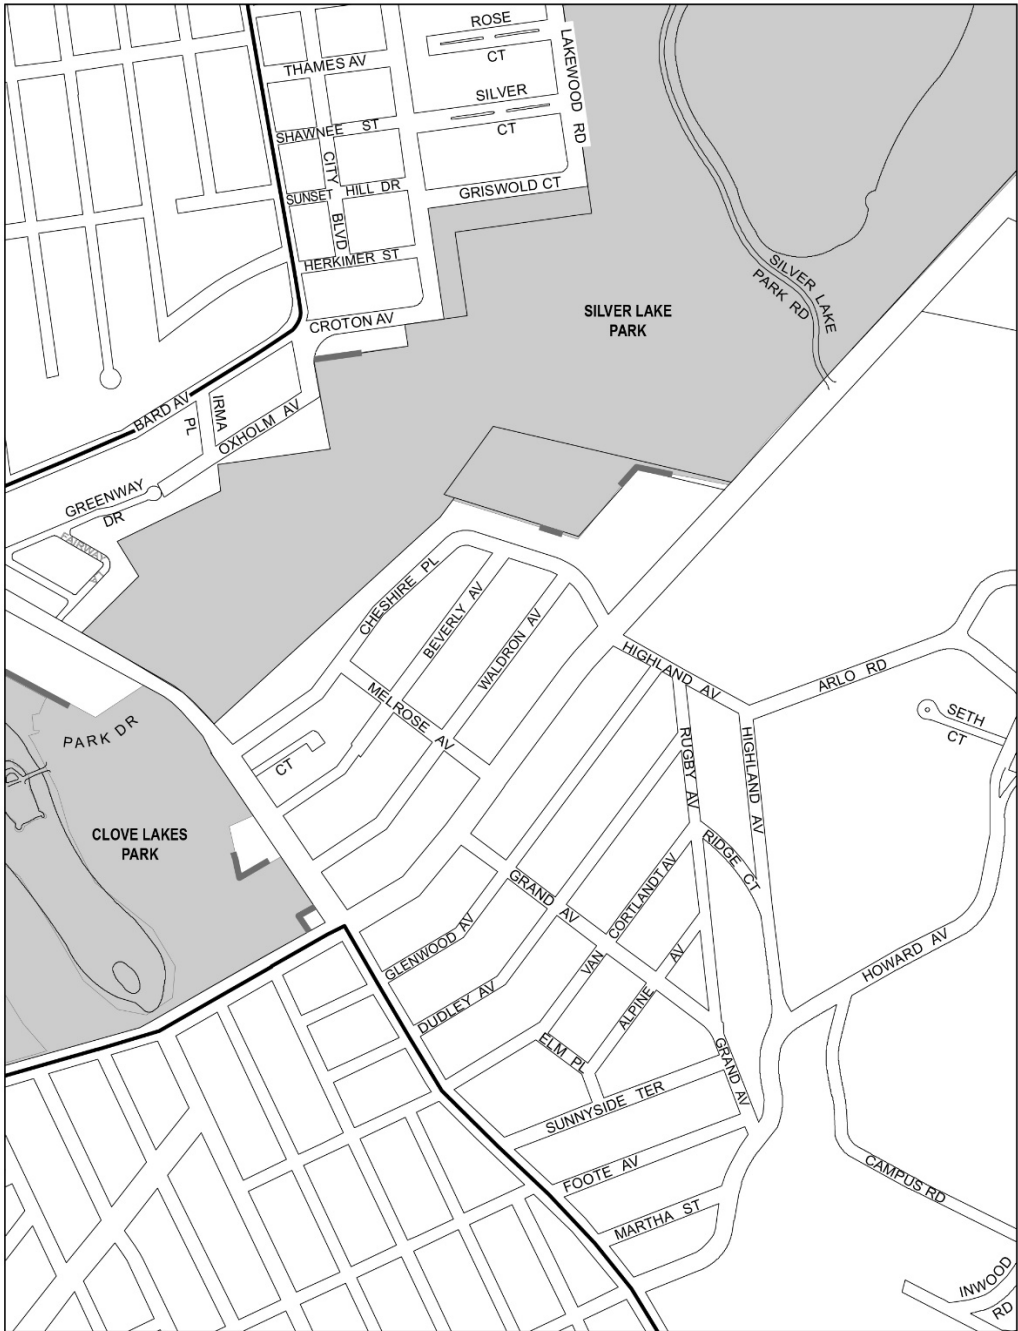 ROSE
CT
LAKEWOOD RD
THAMES AV
SILVER
CT
SHAWNEE ST
CITY
BLVD
SUNSET HILL DR
GRISWOLD CT
HERKIMER ST
SILVER LAKE
PARK RD
SILVER LAKE
PARK
CROTON AV
BARD AV
IRMA
PL
OXHOLM AV
GREENWAY
DR
FAIRWAY
CHESHIRE PL
BEVERLY AV
WALDRON AV
MELROSE AV
HIGHLAND AV
ARLO RD
SETH
CT
PARK DR
CT
RUGBY AV
HIGHLAND AV
CLOVE LAKES
PARK
RIDGE CT
GRAND AV
VAN CORTLANDT AV
GLENWOOD AV
HOWARD AV
DUDLEY AV
ALPINE AV
ELM PL
GRAND AV
SUNNYSIDE TER
FOOTE AV
CAMPUS RD
MARTHA ST
INWOOD
RD